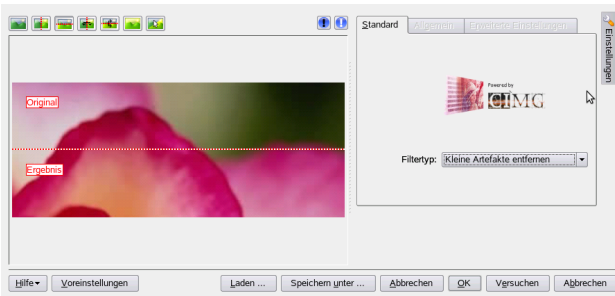 Standard
Allgemein
Erweiterte Einstellungen
Einstellungen
Original
Ergebnis
Powered by
CIMG
Filtertyp: Kleine Artefakte entfernen
Hilfe
Voreinstellungen
Laden ...
Speichern unter ...
Abbrechen
OK
Versuchen
Abbrechen